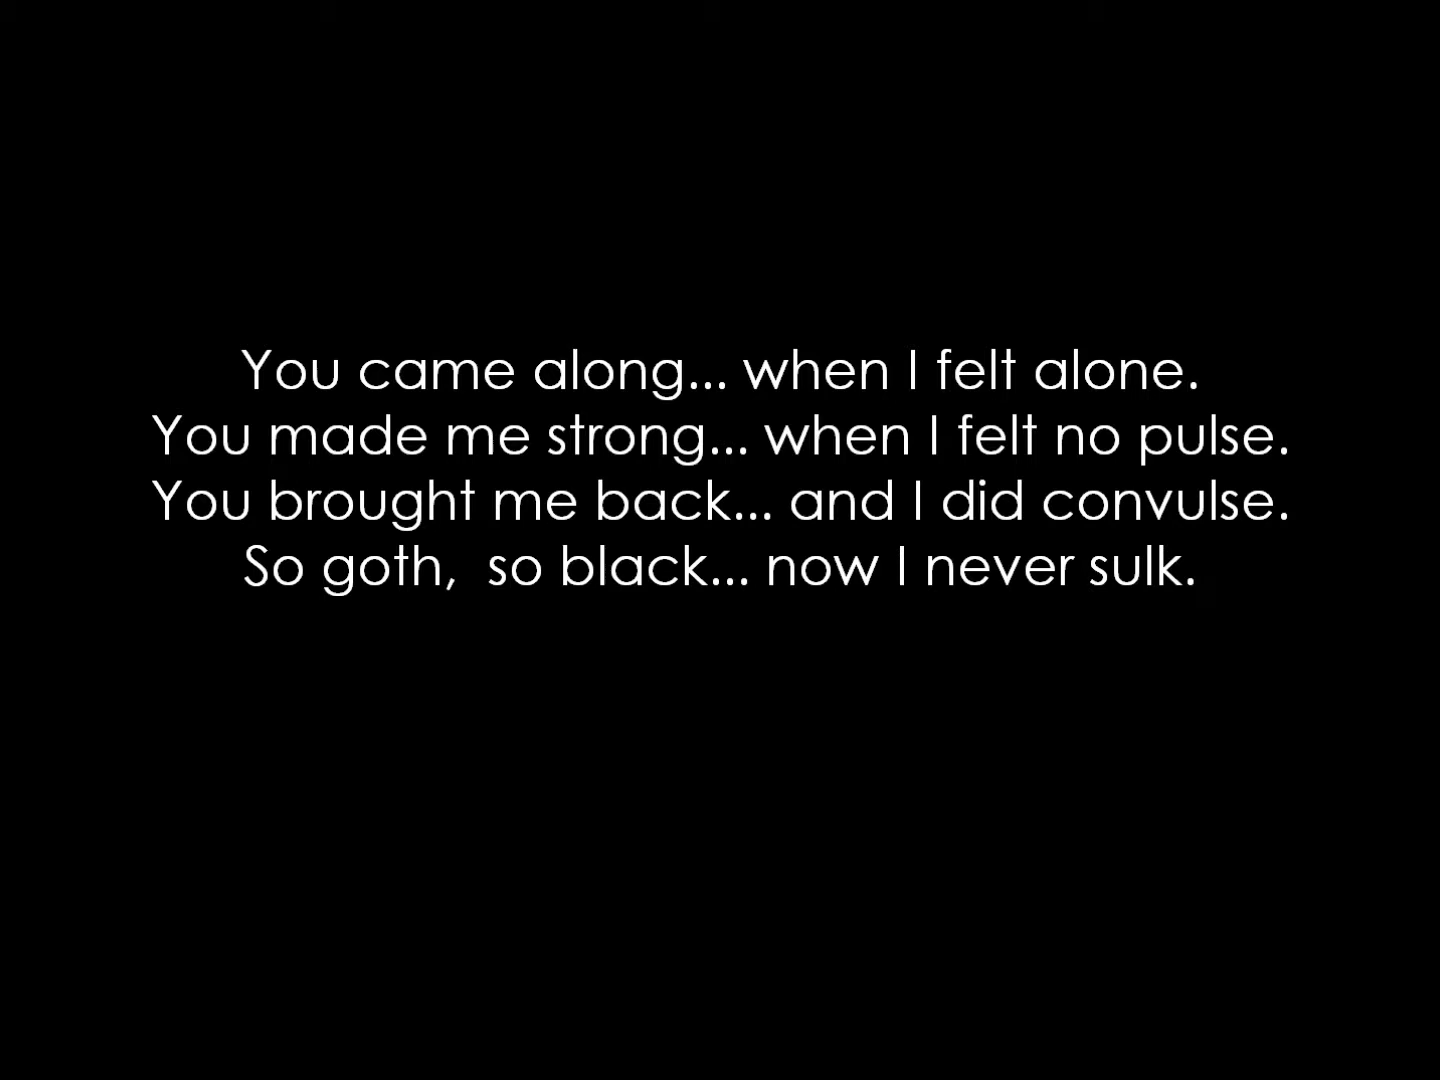 You came along... when I felt alone.
You made me strong... when I felt no pulse.
You brought me back... and I did convulse.
So goth,  so black... now I never sulk.